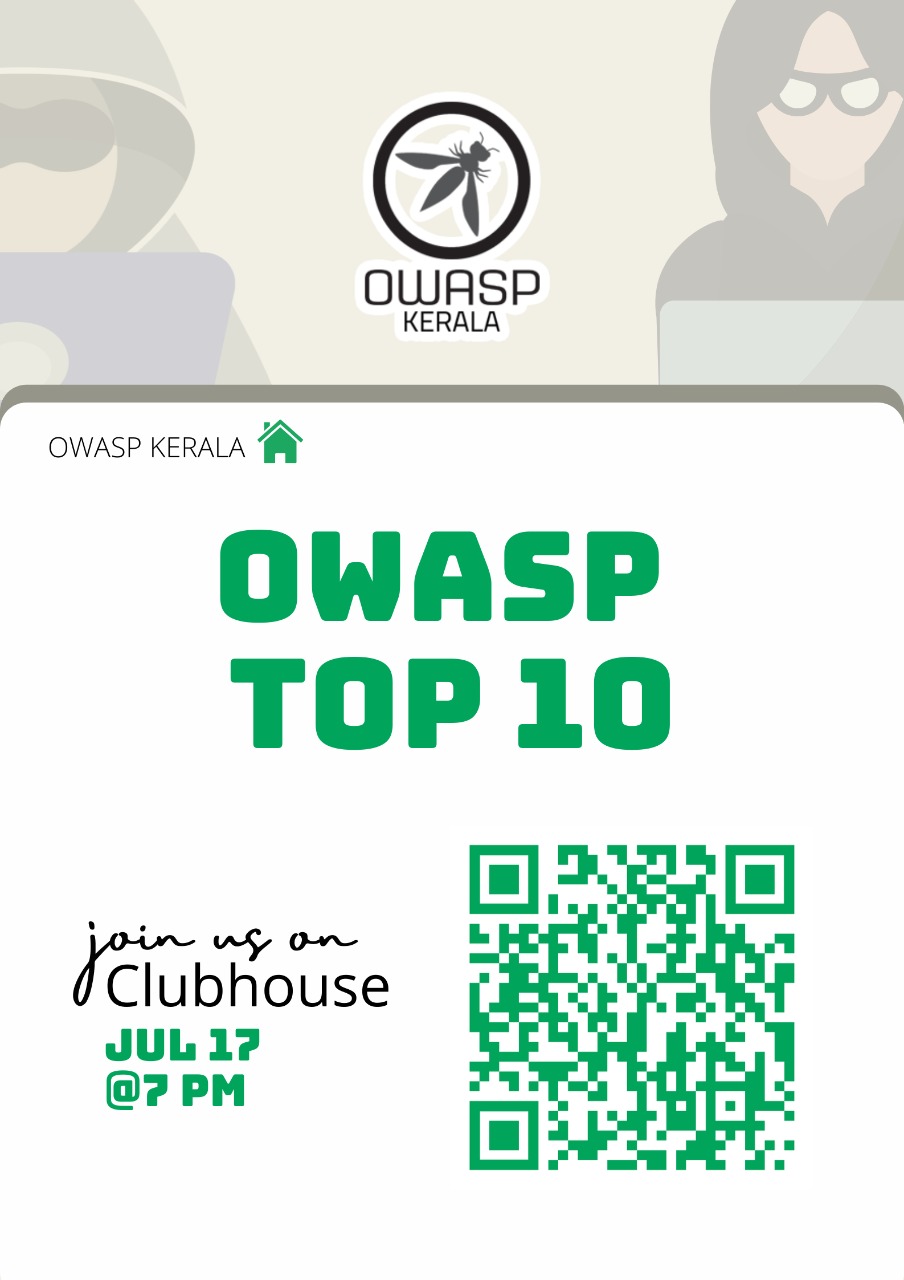 OWASP
KERALA
OWASP KERALA
OWASP
TOP 10
join us on
Clubhouse
JUL 17
@7 PM